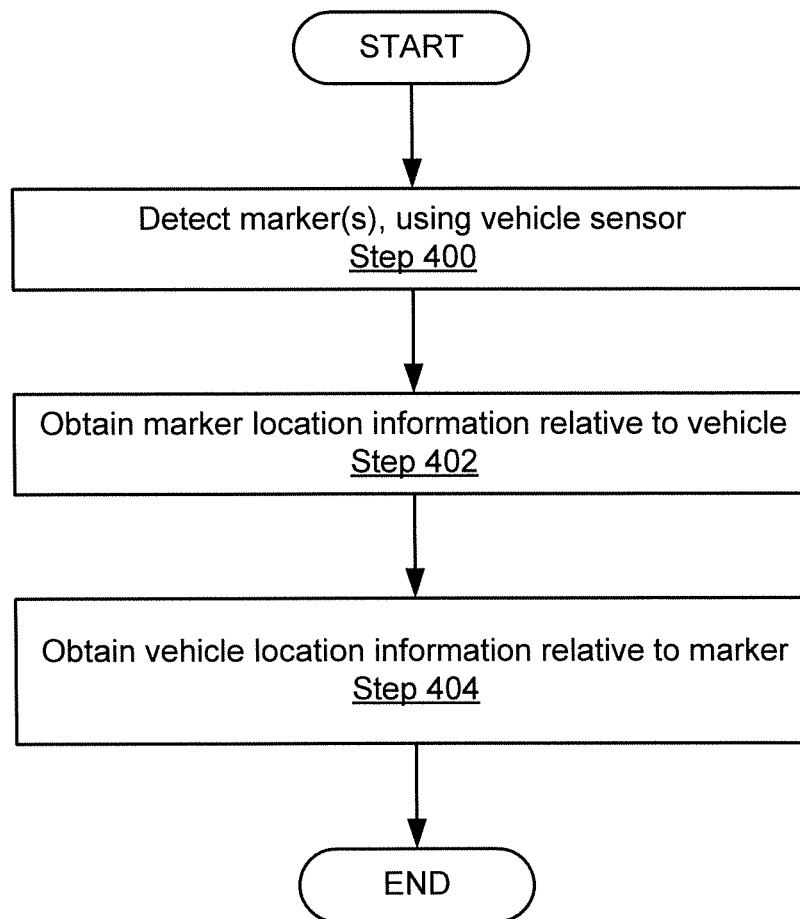 START
Detect marker(s), using vehicle sensor
Step 400
Obtain marker location information relative to vehicle
Step 402
Obtain vehicle location information relative to marker
Step 404
END